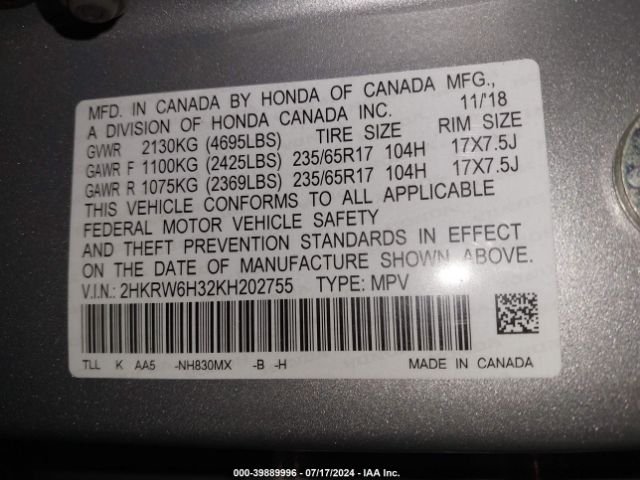 MFD. IN CANADA BY HONDA OF CANADA MFG.,
A DIVISION OF HONDA CANADA INC. 11/'18
GVWR 2130KG (4695LBS) TIRE SIZE RIM SIZE
GAWR F 1100KG (2425LBS) 235/65R17 104H 17X7.5J
GAWR R 1075KG (2369LBS) 235/65R17 104H 17X7.5J
THIS VEHICLE CONFORMS TO ALL APPLICABLE
FEDERAL MOTOR VEHICLE SAFETY
AND THEFT PREVENTION STANDARDS IN EFFECT
ON THE DATE OF MANUFACTURE SHOWN ABOVE.
V.I.N.: 2HKRW6H32KH202755 TYPE: MPV
TLL K AA5 -NH830MX -B -H MADE IN CANADA
000-39889996 - 07/17/2024 - IAA Inc.